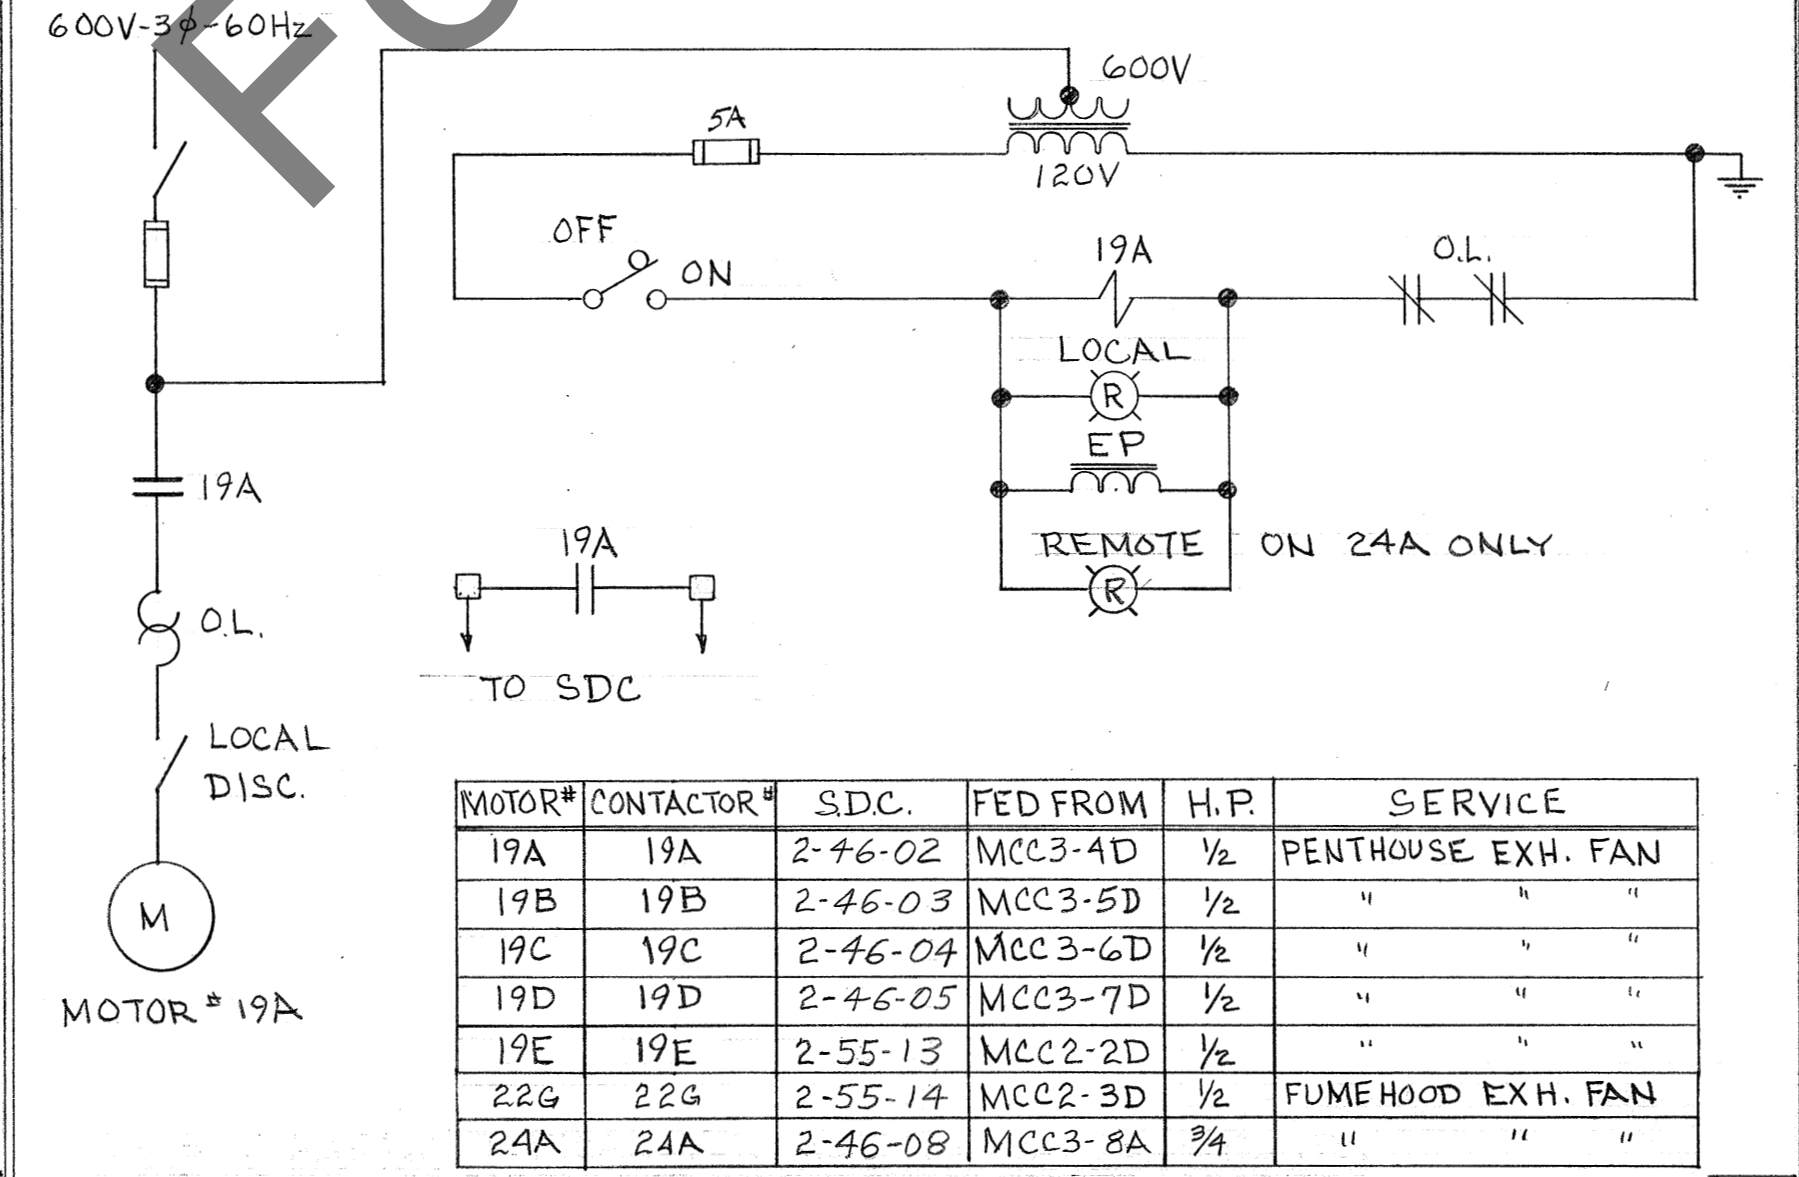 600V-3ϕ-60Hz
600V
5A
120V
OFF
ON
19A
O.L.
LOCAL
R
EP
REMOTE ON 24A ONLY
R
19A
19A
O.L.
TO SDC
LOCAL
DISC.
M
MOTOR # 19A
MOTOR# CONTACTOR# S.D.C. FED FROM H.P. SERVICE
19A 19A 2-46-02 MCC3-4D 1/2 PENTHOUSE EXH. FAN
19B 19B 2-46-03 MCC3-5D 1/2 " " "
19C 19C 2-46-04 MCC3-6D 1/2 " " "
19D 19D 2-46-05 MCC3-7D 1/2 " " "
19E 19E 2-55-13 MCC2-2D 1/2 " " "
22G 22G 2-55-14 MCC2-3D 1/2 FUMEHOOD EXH. FAN
24A 24A 2-46-08 MCC3-8A 3/4 " " "